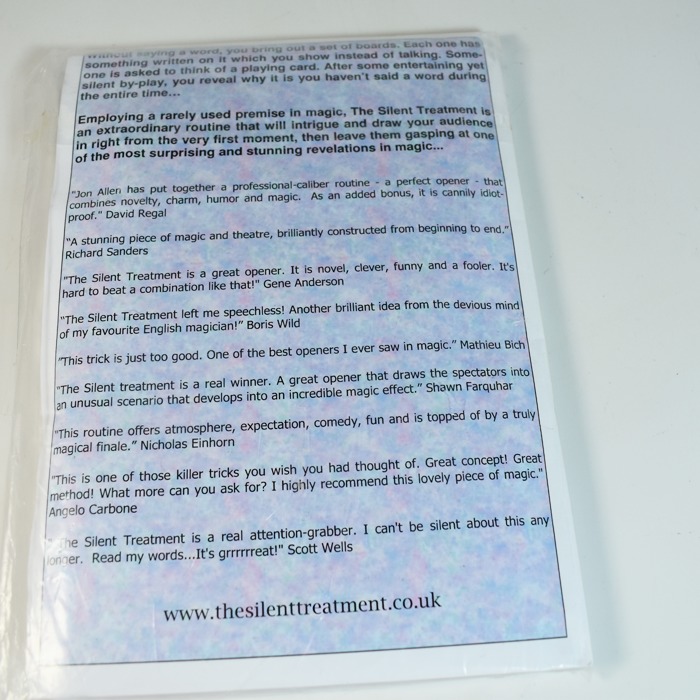 Without saying a word, you bring out a set of boards. Each one has
something written on it which you show instead of talking. Some-
one is asked to think of a playing card. After some entertaining yet
silent by-play, you reveal why it is you haven't said a word during
the entire time...
Employing a rarely used premise in magic, The Silent Treatment is
an extraordinary routine that will intrigue and draw your audience
in right from the very first moment, then leave them gasping at one
of the most surprising and stunning revelations in magic...
"Jon Allen has put together a professional-caliber routine - a perfect opener - that
combines novelty, charm, humor and magic. As an added bonus, it is cannily idiot-
proof." David Regal
"A stunning piece of magic and theatre, brilliantly constructed from beginning to end."
Richard Sanders
"The Silent Treatment is a great opener. It is novel, clever, funny and a fooler. It's
hard to beat a combination like that!" Gene Anderson
"The Silent Treatment left me speechless! Another brilliant idea from the devious mind
of my favourite English magician!" Boris Wild
"This trick is just too good. One of the best openers I ever saw in magic." Mathieu Bich
"The Silent treatment is a real winner. A great opener that draws the spectators into
an unusual scenario that develops into an incredible magic effect." Shawn Farquhar
"This routine offers atmosphere, expectation, comedy, fun and is topped of by a truly
magical finale." Nicholas Einhorn
"This is one of those killer tricks you wish you had thought of. Great concept! Great
method! What more can you ask for? I highly recommend this lovely piece of magic."
Angelo Carbone
"The Silent Treatment is a real attention-grabber. I can't be silent about this any
longer. Read my words...It's grrrrrreat!" Scott Wells
www.thesilenttreatment.co.uk